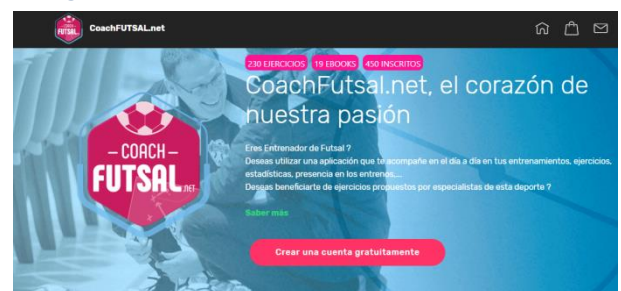 COACH
FUTSAL
CoachFUTSAL.net
230 EJERCICIOS 19 EBOOKS 450 INSCRITOS
CoachFutsal.net, el corazón de
nuestra pasión
Eres Entrenador de Futsal ?
Deseas utilizar una aplicación que te acompañe en el día a día en tus entrenamientos, ejercicios,
estadísticas, presencia en los entrenos,...
Deseas beneficiarte de ejercicios propuestos por especialistas de esta deporte ?
Saber más
Crear una cuenta gratuitamente
– COACH –
FUTSAL
.NET